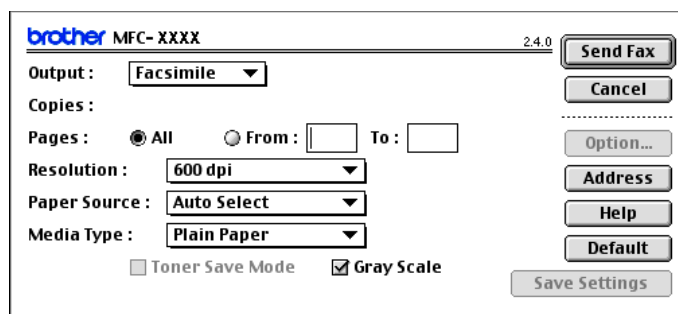 brother MFC- XXXX 2.4.0
Send Fax
Output : Facsimile
Cancel
Copies :
Pages : All From : To :
Option...
Resolution : 600 dpi
Address
Paper Source : Auto Select
Help
Media Type : Plain Paper
Default
Toner Save Mode Gray Scale
Save Settings